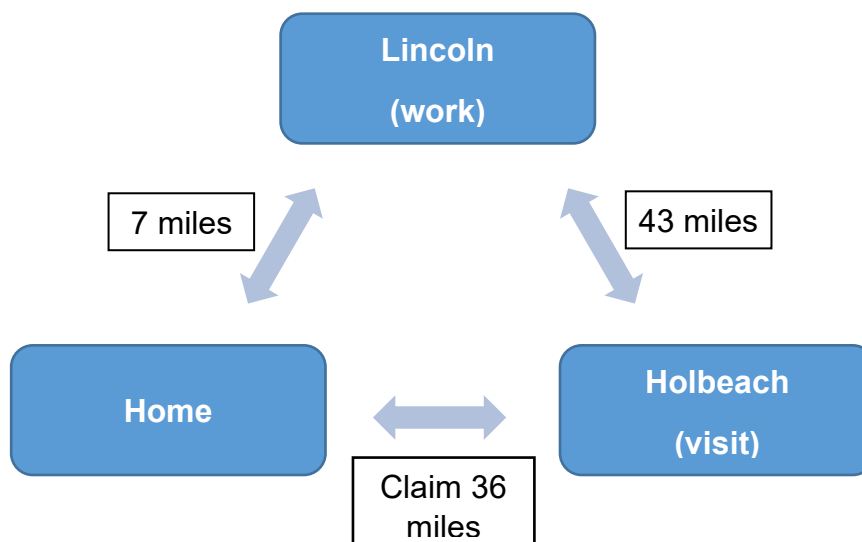 Lincoln
(work)
7 miles
43 miles
Home
Holbeach
(visit)
Claim 36
miles